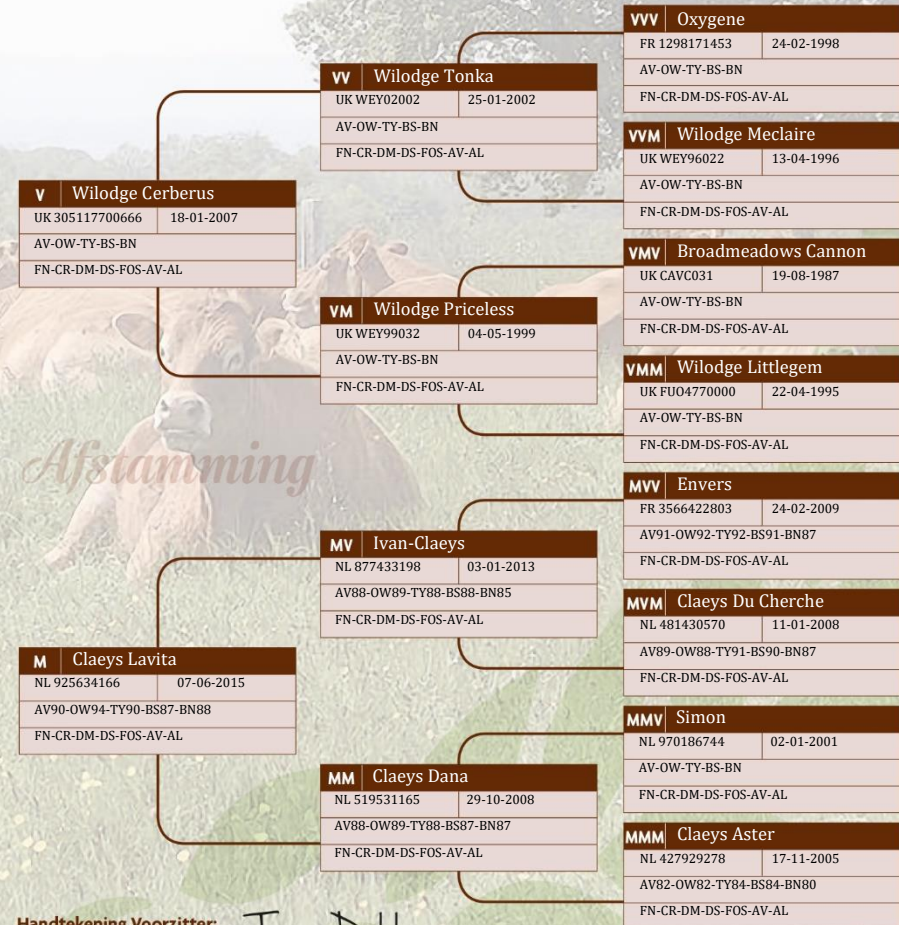 V Wilodge Cerberus
UK 305117700666 18-01-2007
AV-OW-TY-BS-BN
FN-CR-DM-DS-FOS-AV-AL
M Claeys Lavita
NL 925634166 07-06-2015
AV90-OW94-TY90-BS87-BN88
FN-CR-DM-DS-FOS-AV-AL
VV Wilodge Tonka
UK WEY02002 25-01-2002
AV-OW-TY-BS-BN
FN-CR-DM-DS-FOS-AV-AL
VM Wilodge Priceless
UK WEY99032 04-05-1999
AV-OW-TY-BS-BN
FN-CR-DM-DS-FOS-AV-AL
MV Ivan-Claeys
NL 877433198 03-01-2013
AV88-OW89-TY88-BS88-BN85
FN-CR-DM-DS-FOS-AV-AL
MM Claeys Dana
NL 519531165 29-10-2008
AV88-OW89-TY88-BS87-BN87
FN-CR-DM-DS-FOS-AV-AL
VVV Oxygene
FR 1298171453 24-02-1998
AV-OW-TY-BS-BN
FN-CR-DM-DS-FOS-AV-AL
VVM Wilodge Meclaire
UK WEY96022 13-04-1996
AV-OW-TY-BS-BN
FN-CR-DM-DS-FOS-AV-AL
VMV Broadmeadows Cannon
UK CAVC031 19-08-1987
AV-OW-TY-BS-BN
FN-CR-DM-DS-FOS-AV-AL
VMM Wilodge Littlegem
UK FUO4770000 22-04-1995
AV-OW-TY-BS-BN
FN-CR-DM-DS-FOS-AV-AL
MVV Envers
FR 3566422803 24-02-2009
AV91-OW92-TY92-BS91-BN87
FN-CR-DM-DS-FOS-AV-AL
MVM Claeys Du Cherche
NL 481430570 11-01-2008
AV89-OW88-TY91-BS90-BN87
FN-CR-DM-DS-FOS-AV-AL
MMV Simon
NL 970186744 02-01-2001
AV-OW-TY-BS-BN
FN-CR-DM-DS-FOS-AV-AL
MMM Claeys Aster
NL 427929278 17-11-2005
AV82-OW82-TY84-BS84-BN80
FN-CR-DM-DS-FOS-AV-AL
Afstamming
Handtekening Voorzitter: